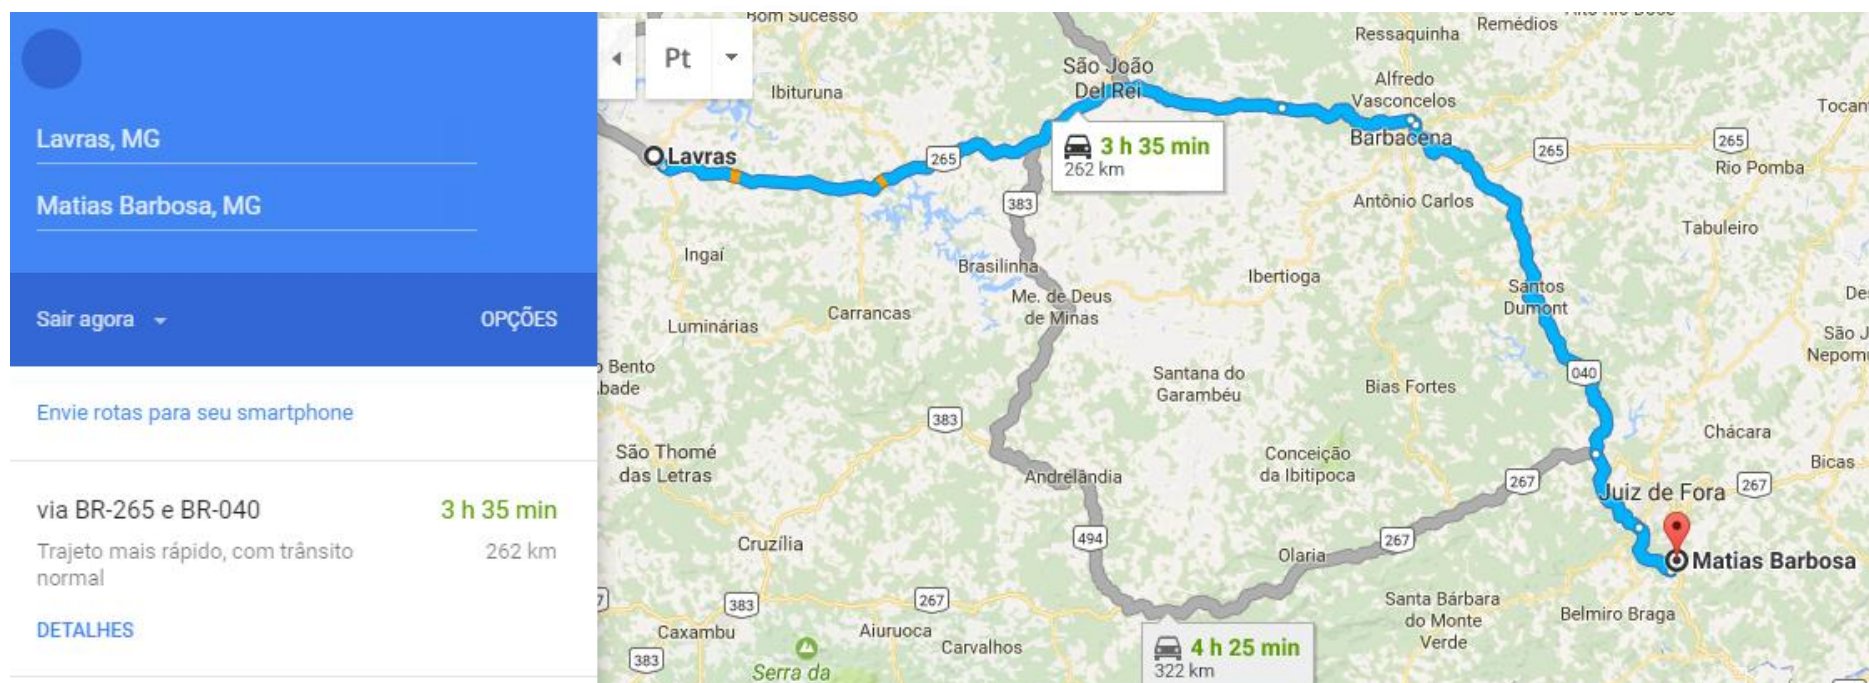 Lavras, MG
Matias Barbosa, MG
Sair agora
OPÇÕES
Envie rotas para seu smartphone
via BR-265 e BR-040
3 h 35 min
Trajeto mais rápido, com trânsito
normal
262 km
DETALHES
Pt
Bom Sucesso
Ibituruna
São João
Del Rei
Ressaquinha
Remédios
Alfredo
Vasconcelos
Barbacena
265
265
Rio Pomba
Lavras
265
3 h 35 min
262 km
383
Antônio Carlos
Tabuleiro
Ingaí
Brasilinha
Ibertioga
Me. de Deus
de Minas
Santos
Dumont
Luminárias
Carrancas
São J
Nepom
Bento
Santana do
Garambéu
Bias Fortes
040
383
Chácara
São Thomé
das Letras
Andrelândia
Conceição
da Ibitipoca
Bicas
267
Juiz de Fora
267
Cruzília
494
Olaria
267
Matias Barbosa
383
267
Santa Bárbara
do Monte
Verde
Belmiro Braga
Caxambu
Aiuruoca
Carvalhos
383
Serra da
4 h 25 min
322 km